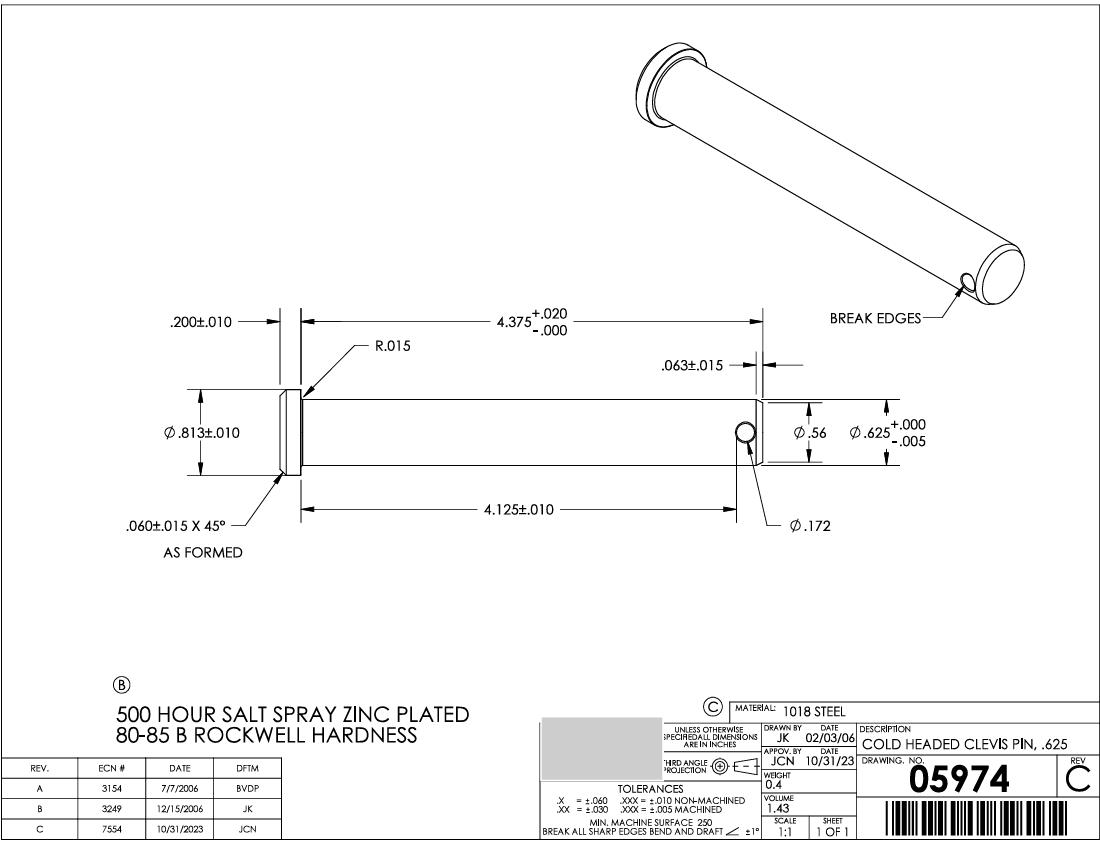 BREAK EDGES
.200±.010
4.375 +.020 -.000
R.015
.063±.015
∅.813±.010
∅.56
∅.625 +.000 -.005
4.125±.010
∅.172
.060±.015 X 45°
AS FORMED
B
500 HOUR SALT SPRAY ZINC PLATED
80-85 B ROCKWELL HARDNESS
REV. ECN # DATE DFTM
A 3154 7/7/2006 BVDP
B 3249 12/15/2006 JK
C 7554 10/31/2023 JCN
C
MATERIAL: 1018 STEEL
UNLESS OTHERWISE
SPECIFIED ALL DIMENSIONS
ARE IN INCHES
THIRD ANGLE
PROJECTION
TOLERANCES
.X = ±.060 .XXX = ±.010 NON-MACHINED
.XX = ±.030 .XXX = ±.005 MACHINED
MIN. MACHINE SURFACE 250
BREAK ALL SHARP EDGES BEND AND DRAFT ∠ ±1°
DRAWN BY DATE
JK 02/03/06
APPOV. BY DATE
JCN 10/31/23
WEIGHT
0.4
VOLUME
1.43
SCALE SHEET
1:1 1 OF 1
DESCRIPTION
COLD HEADED CLEVIS PIN, .625
DRAWING. NO.
05974
REV
C